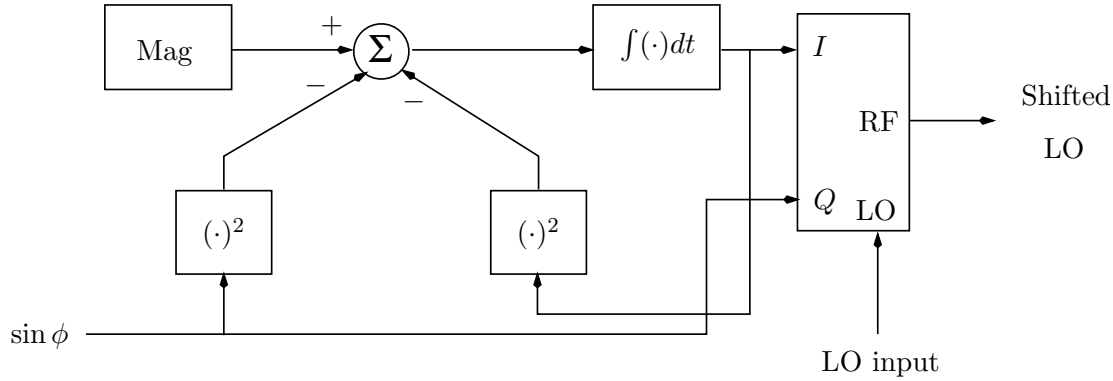 Mag
+
Σ
−
−
∫(·)dt
I
RF
Q
LO
Shifted
LO
(·)²
(·)²
sin ϕ
LO input